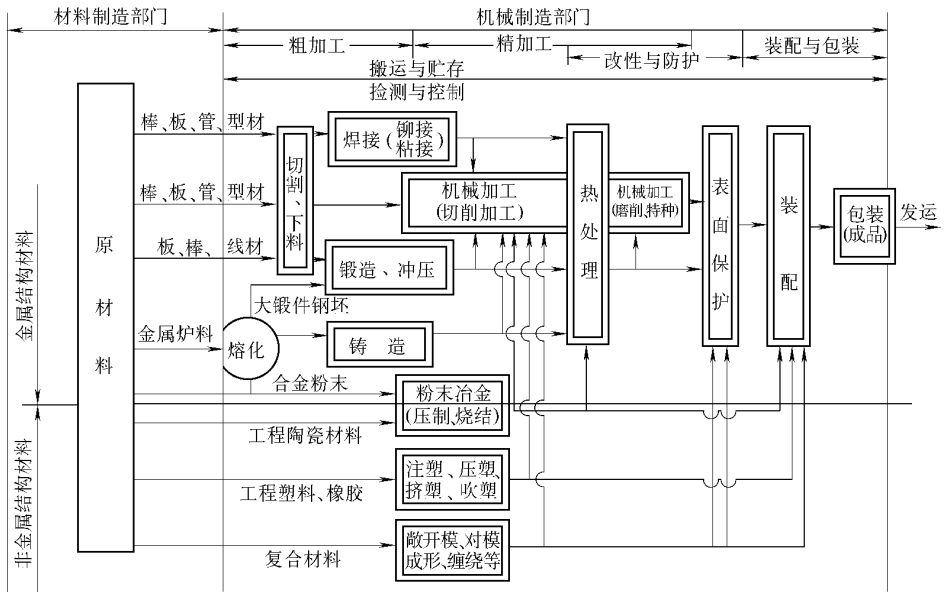 材料制造部门
机械制造部门
粗加工
精加工
改性与防护
装配与包装
搬运与贮存
检测与控制
棒、板、管、型材
焊接(铆接
粘接)
切割、下料
棒、板、管、型材
机械加工
(切削加工)
热处理
机械加工
(磨削、特种)
表面保护
装配
包装
(成品)
发运
原材料
板、棒、线材
锻造、冲压
大锻件钢坯
金属炉料
熔化
铸造
合金粉末
粉末冶金
(压制、烧结)
工程陶瓷材料
工程塑料、橡胶
注塑、压塑、
挤塑、吹塑
复合材料
敞开模、对模
成形、缠绕等
金属结构材料
非金属结构材料